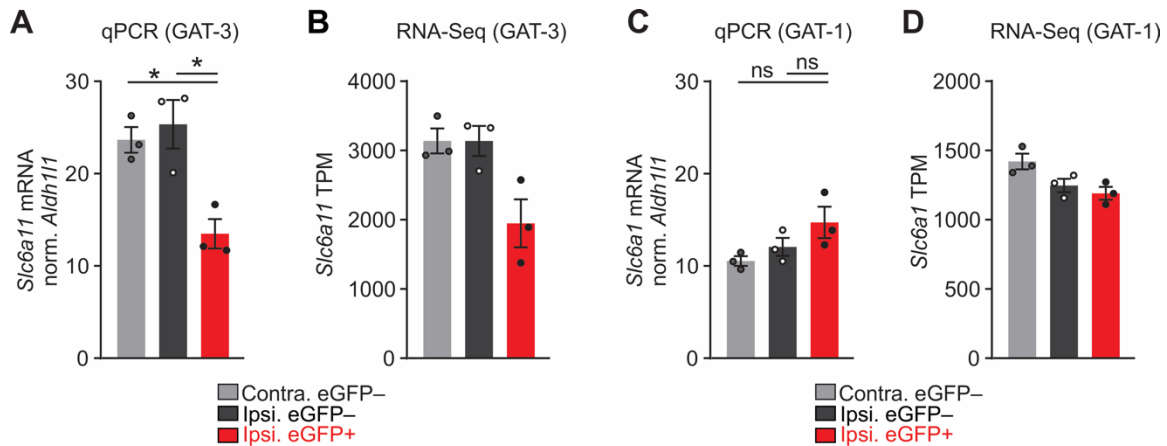 A
qPCR (GAT-3)
Slc6a11 mRNA
norm. Aldh1l1
30
20
10
0
*
*
B
RNA-Seq (GAT-3)
Slc6a11 TPM
4000
3000
2000
1000
0
C
qPCR (GAT-1)
Slc6a1 mRNA
norm. Aldh1l1
30
20
10
0
ns
ns
D
RNA-Seq (GAT-1)
Slc6a1 TPM
2000
1500
1000
500
0
Contra. eGFP–
Ipsi. eGFP–
Ipsi. eGFP+
Contra. eGFP–
Ipsi. eGFP–
Ipsi. eGFP+